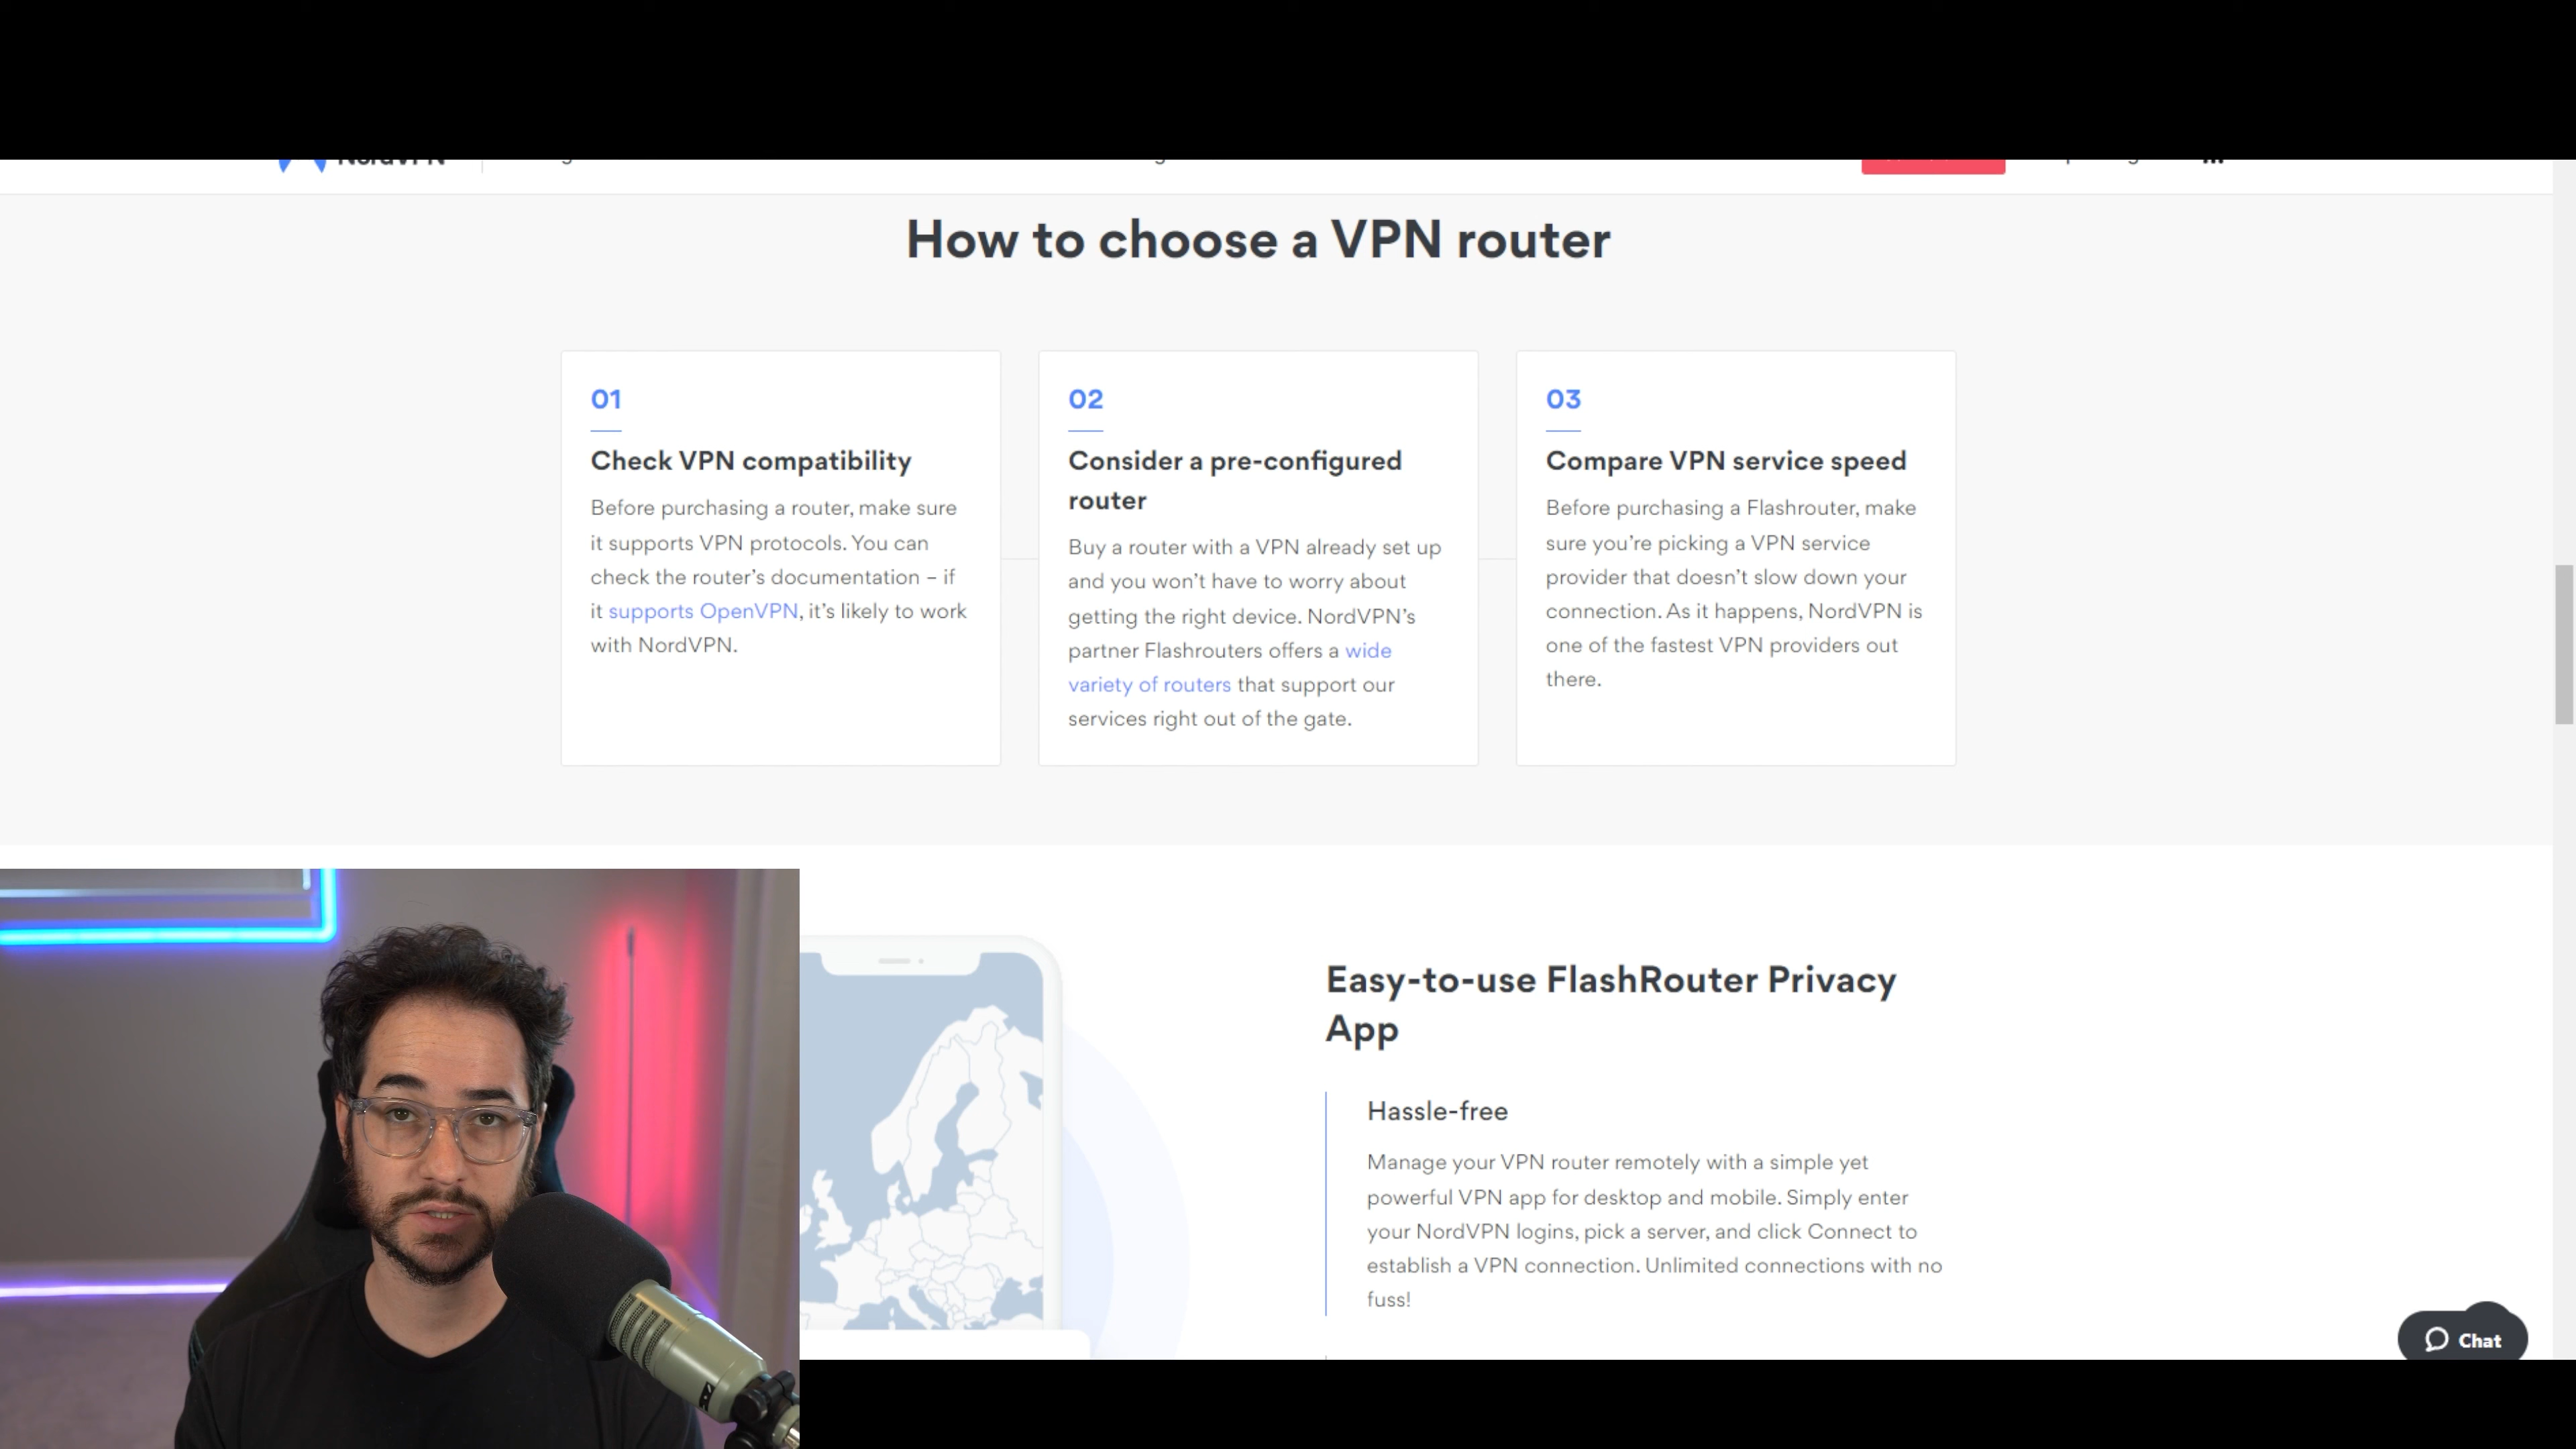 How to choose a VPN router
01
Check VPN compatibility
Before purchasing a router, make sure
it supports VPN protocols. You can
check the router's documentation – if
it supports OpenVPN, it's likely to work
with NordVPN.
02
Consider a pre-configured
router
Buy a router with a VPN already set up
and you won't have to worry about
getting the right device. NordVPN's
partner Flashrouters offers a wide
variety of routers that support our
services right out of the gate.
03
Compare VPN service speed
Before purchasing a Flashrouter, make
sure you're picking a VPN service
provider that doesn't slow down your
connection. As it happens, NordVPN is
one of the fastest VPN providers out
there.
Easy-to-use FlashRouter Privacy
App
Hassle-free
Manage your VPN router remotely with a simple yet
powerful VPN app for desktop and mobile. Simply enter
your NordVPN logins, pick a server, and click Connect to
establish a VPN connection. Unlimited connections with no
fuss!
Chat